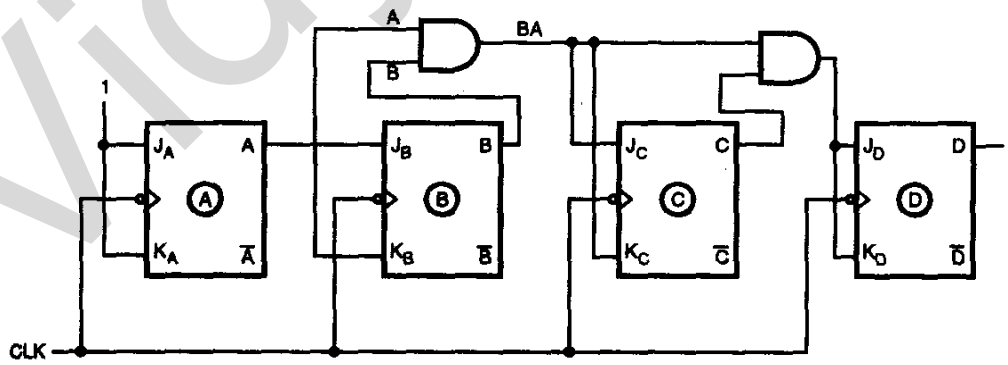 A
BA
B
1
J_A A
J_B B
J_C C
J_D D
A
B
C
D
K_A A̅
K_B B̅
K_C C̅
K_D D̅
CLK